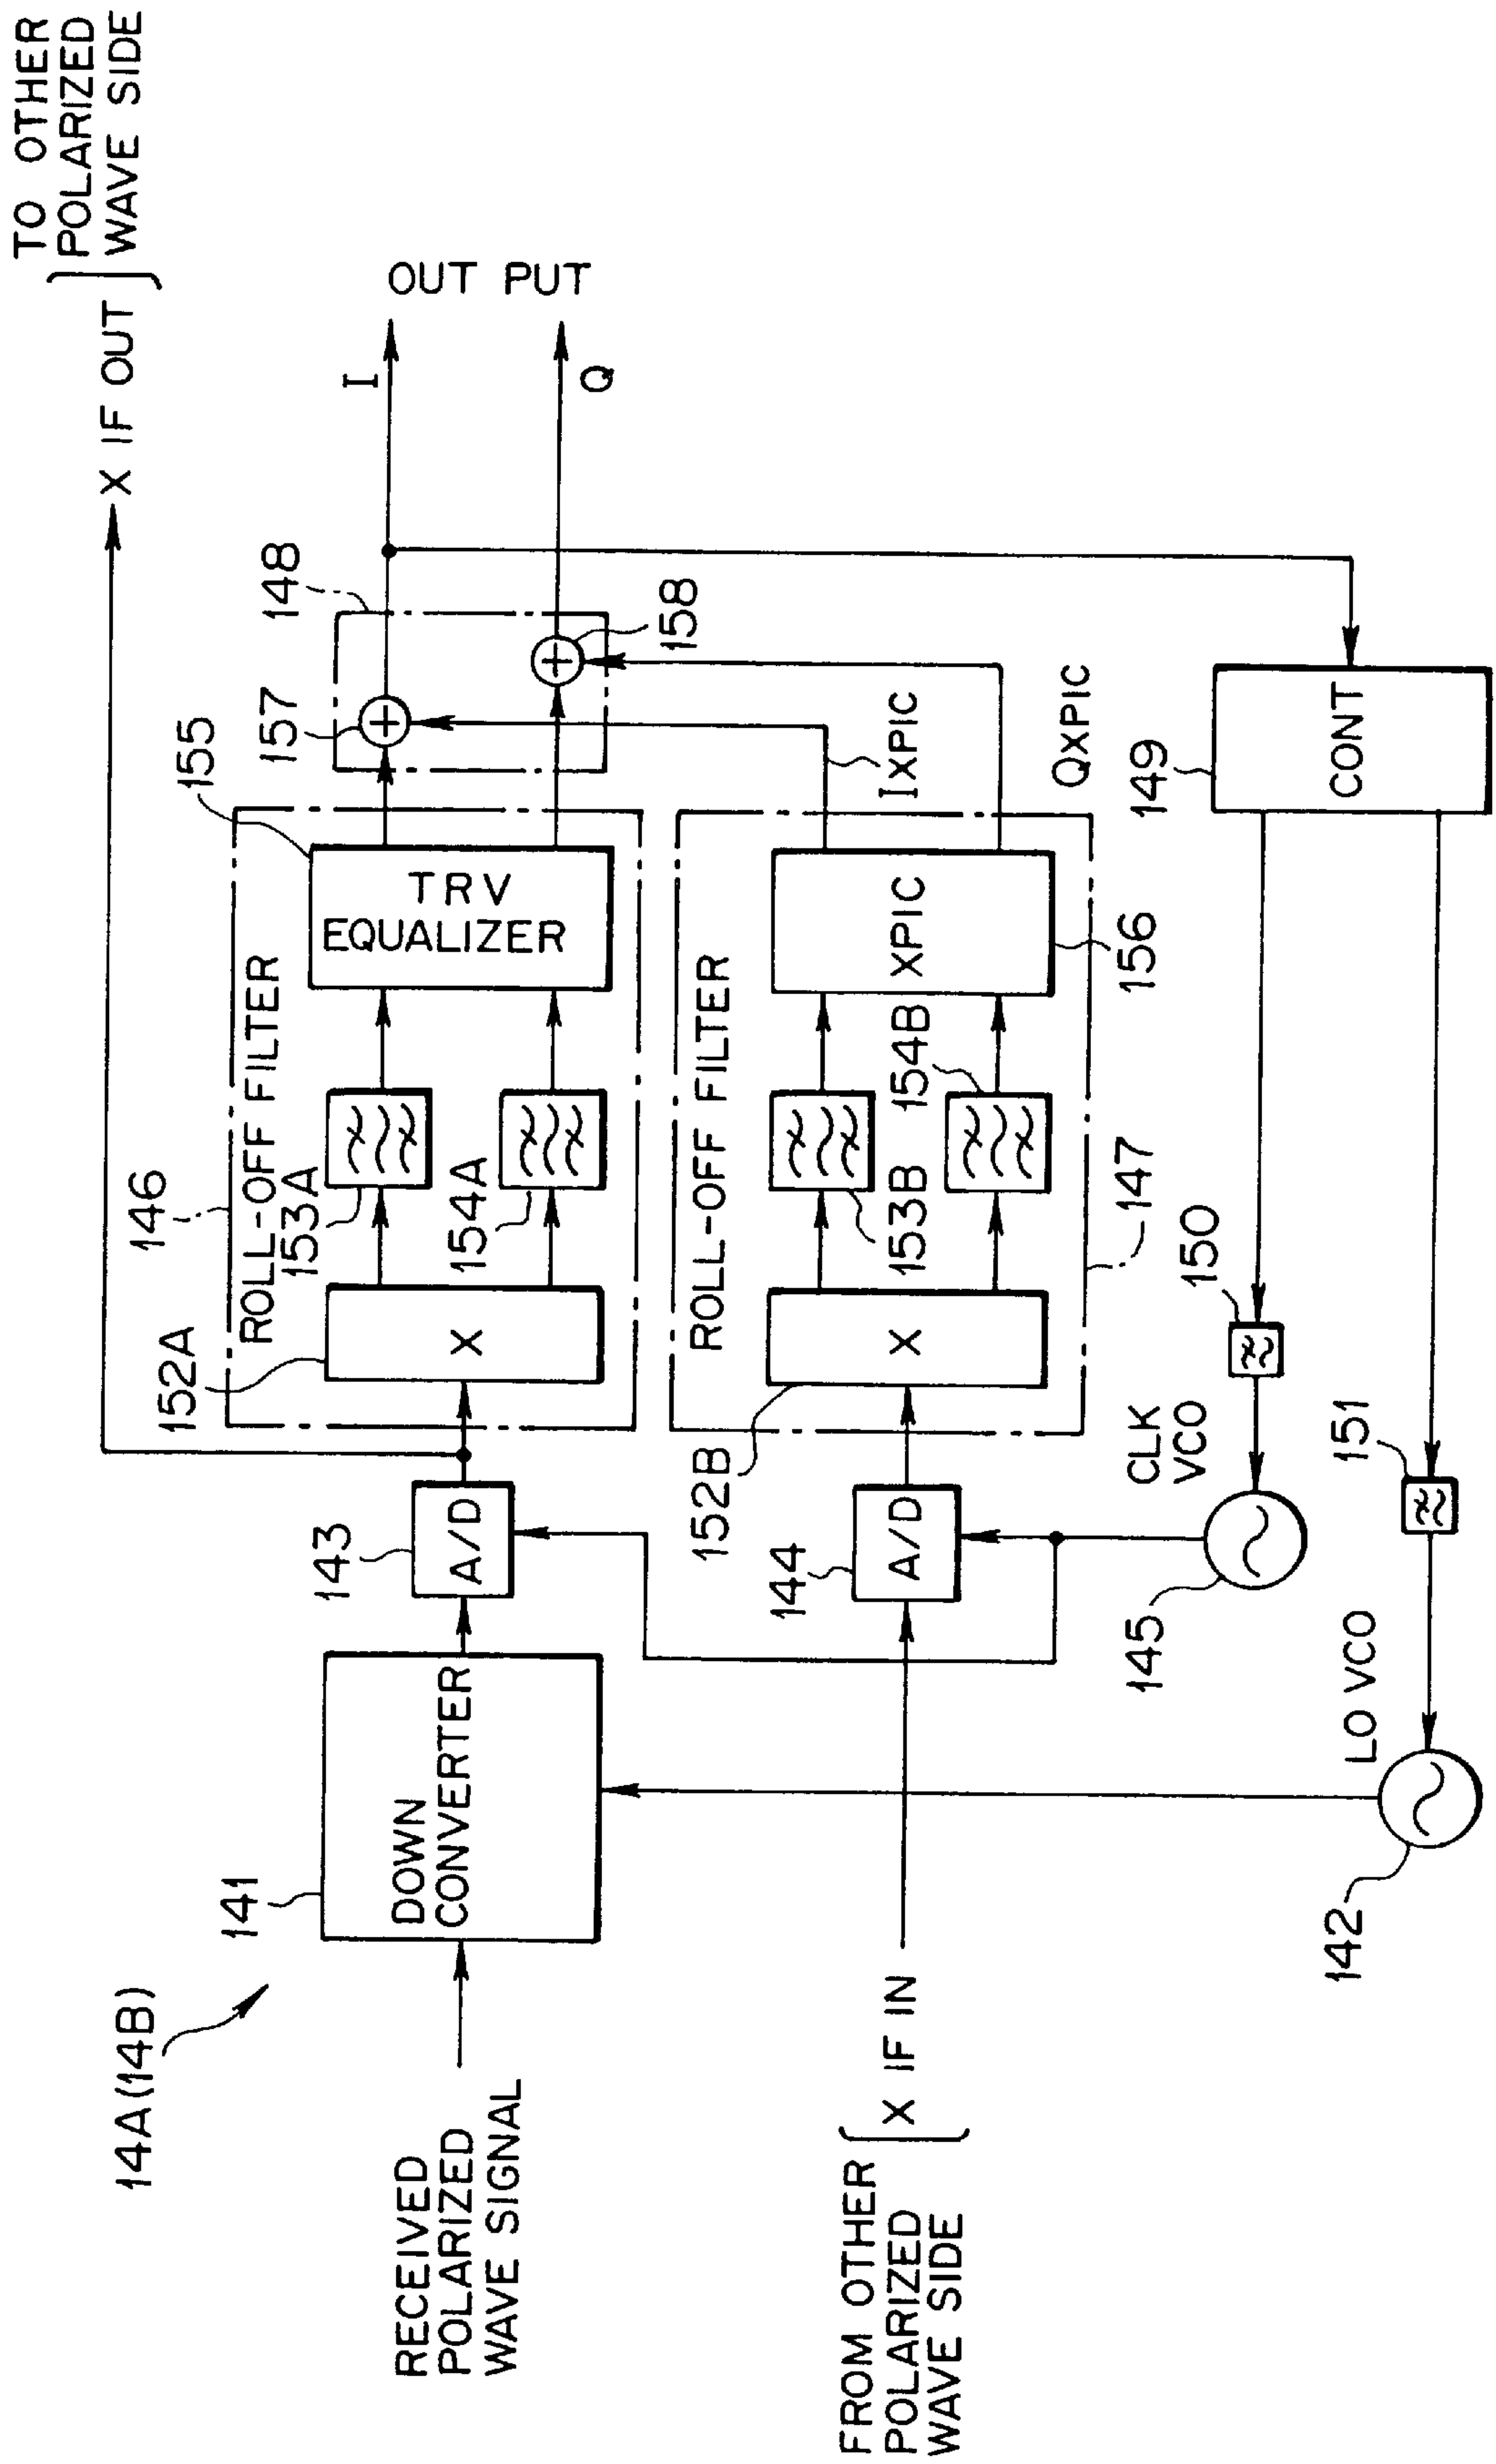 14A(14B)
TO OTHER
POLARIZED
WAVE SIDE
X IF OUT
146
ROLL-OFF FILTER
152A
153A
154A
X
155
TRV
EQUALIZER
157
148
158
I
Q
OUT PUT
141
DOWN
CONVERTER
143
A/D
RECEIVED
POLARIZED
WAVE SIGNAL
ROLL-OFF FILTER
152B
X
153B
154B
XPIC
156
147
IXPIC
QXPIC
144
A/D
FROM OTHER
POLARIZED
WAVE SIDE
X IF IN
CLK
VCO
145
150
149
CONT
LO VCO
142
151